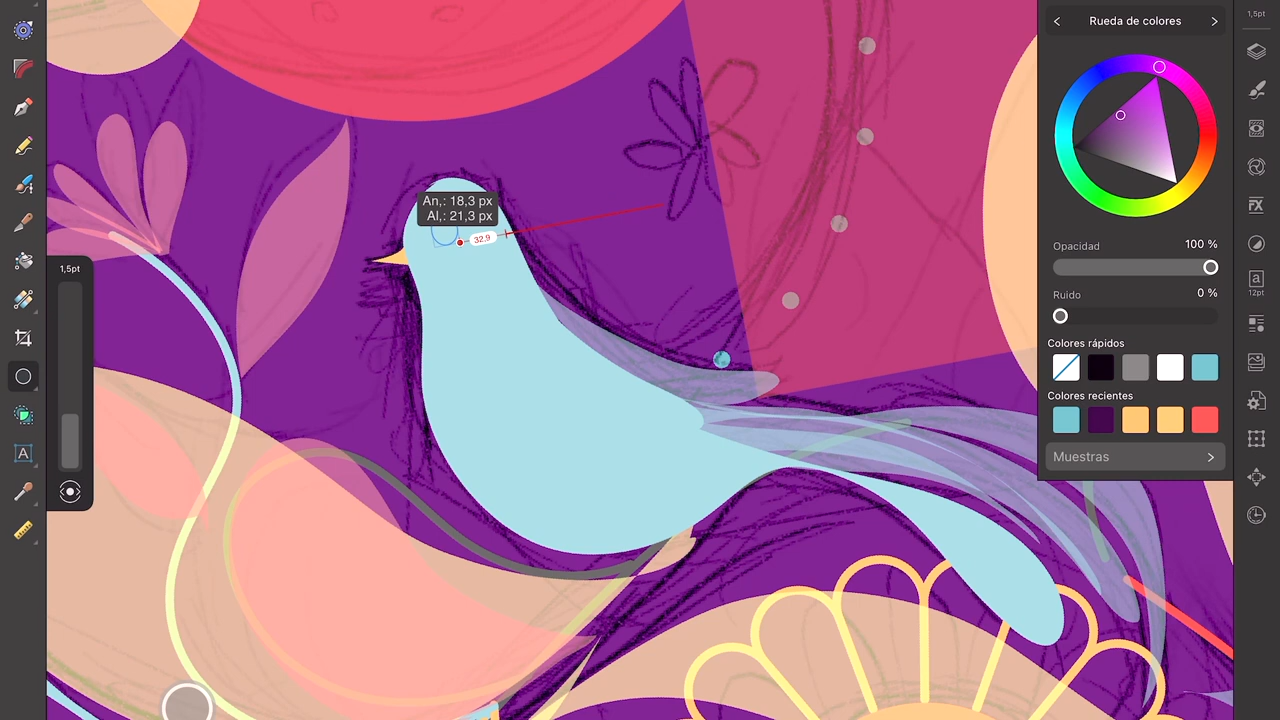 1,5pt
Rueda de colores
An,: 18,3 px
Al,: 21,3 px
32,9
Opacidad
100 %
12pt
1,5pt
Ruido
0 %
Colores rápidos
Colores recientes
Muestras
FX
a
A